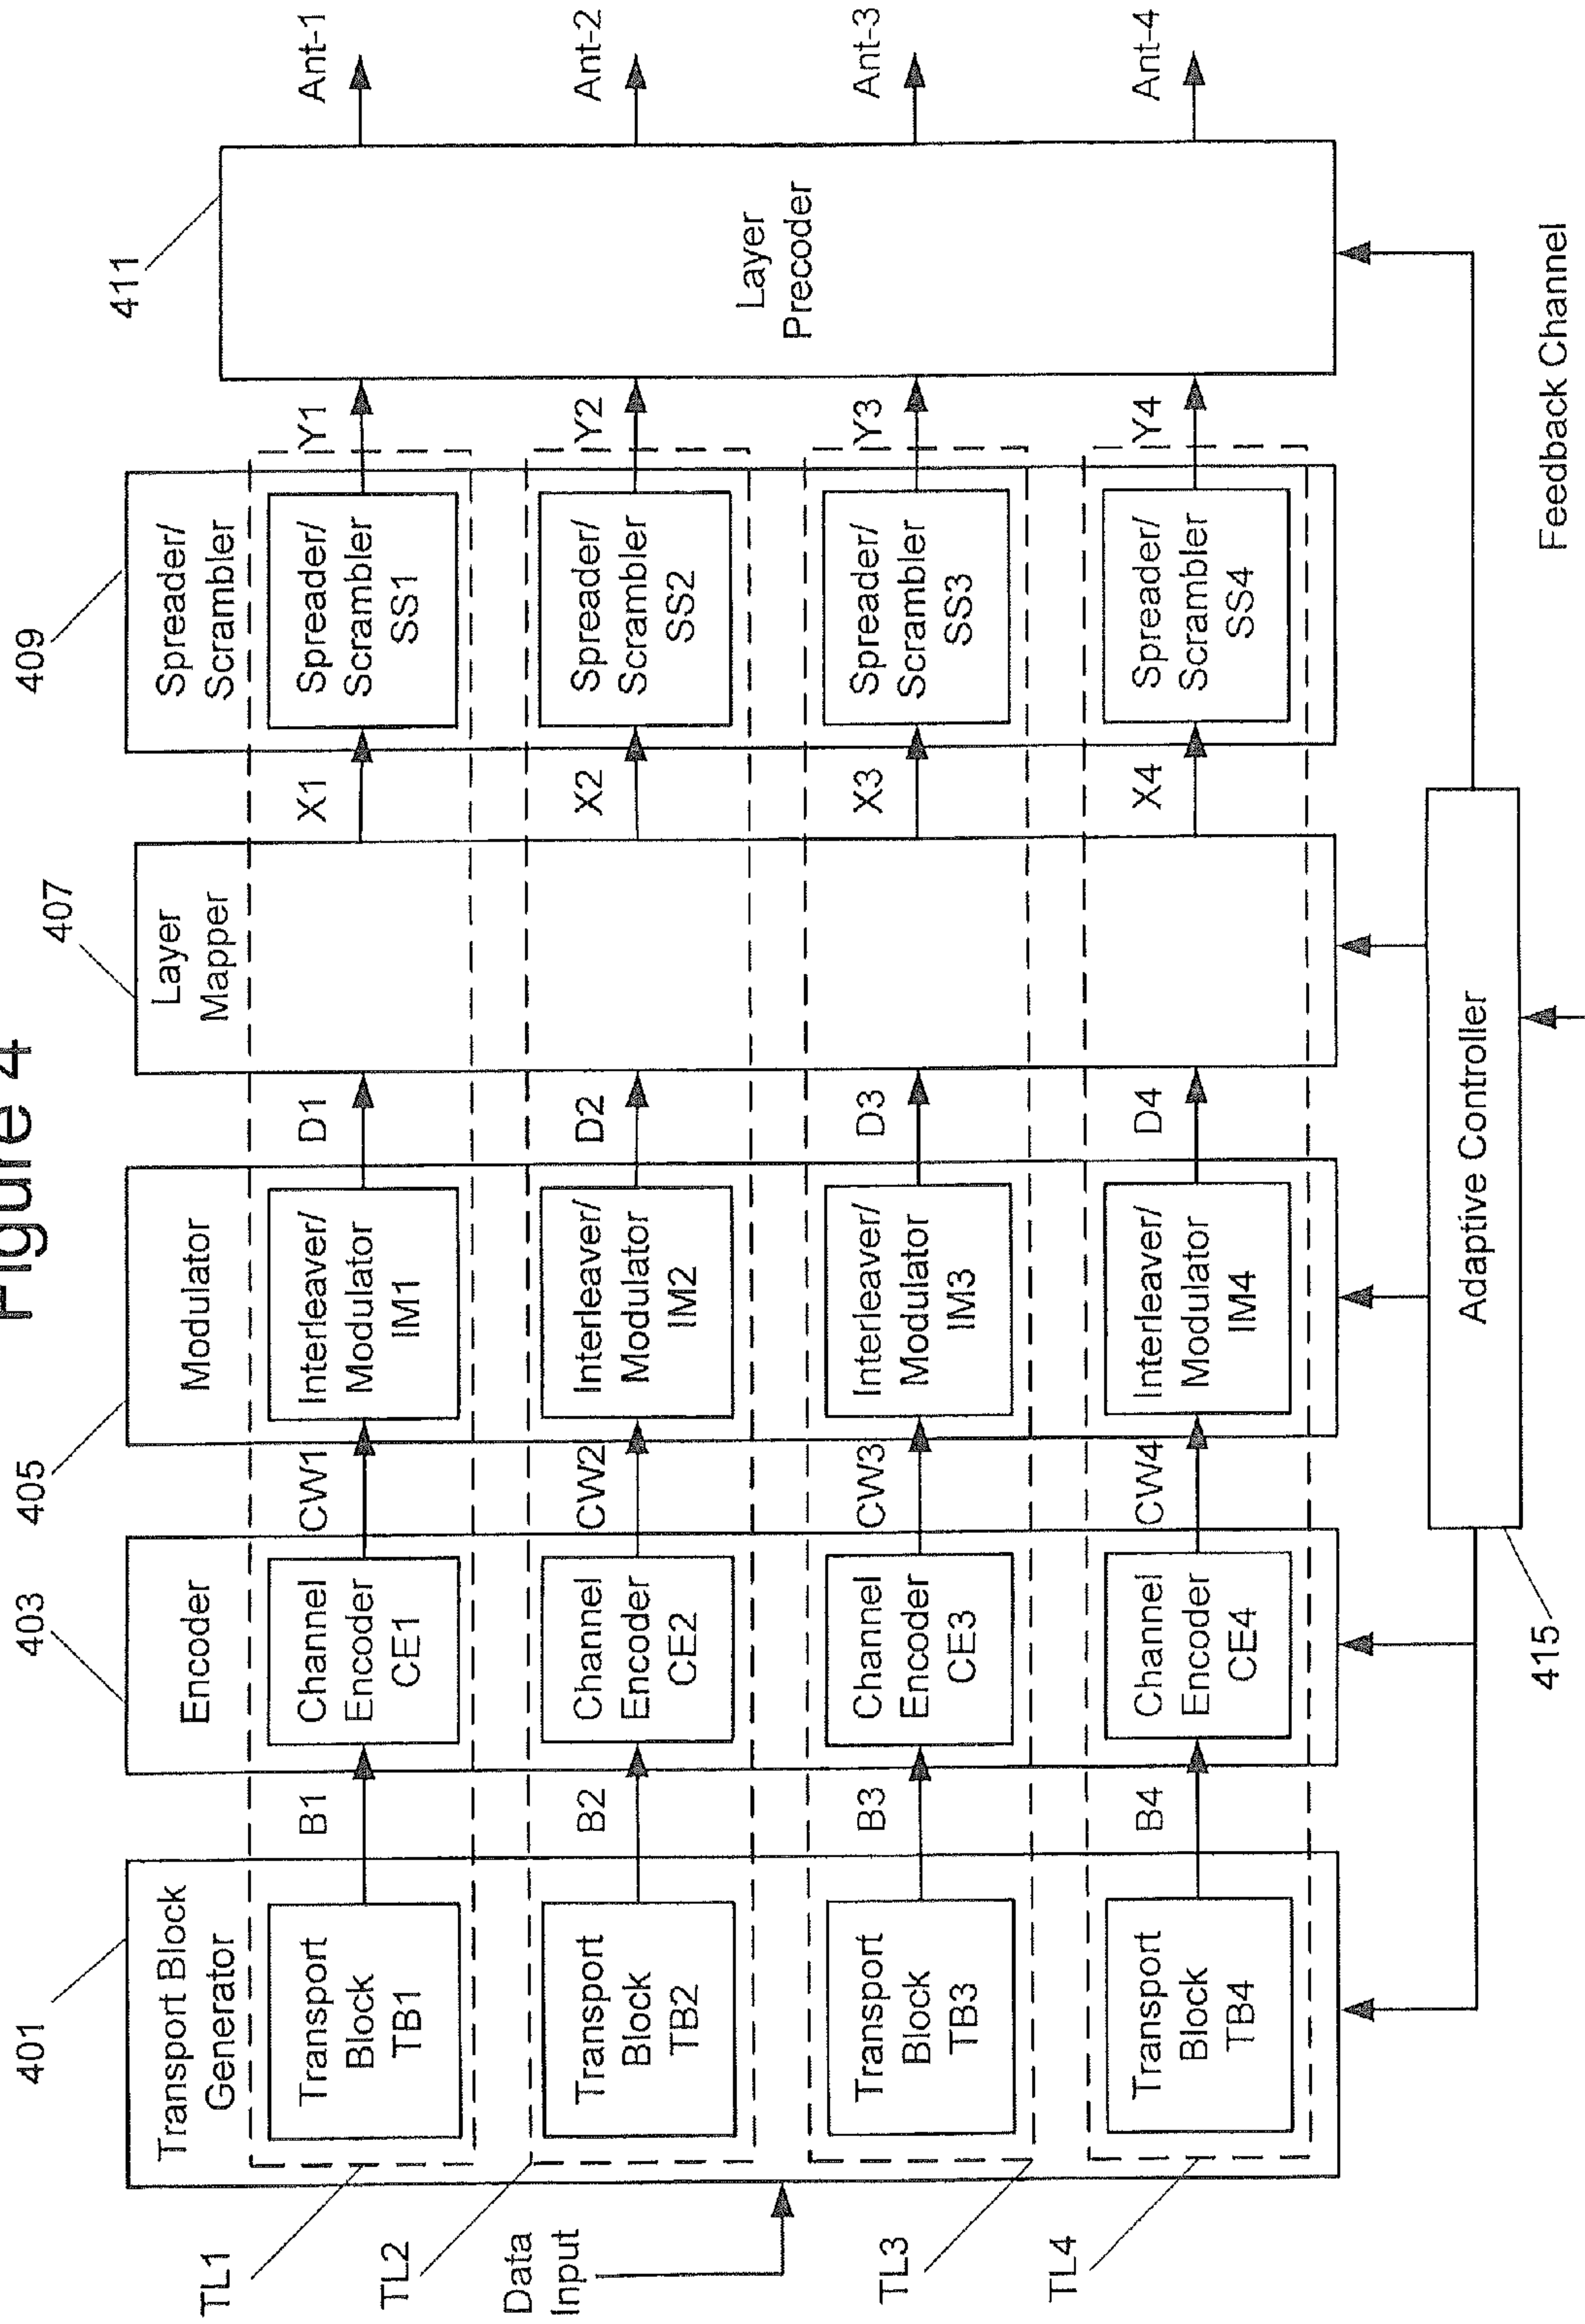 Figure 4
401
403
405
407
409
411
Transport Block
Generator
Encoder
Modulator
Layer
Mapper
Spreader/
Scrambler
TL1
Transport
Block
TB1
B1
Channel
Encoder
CE1
CW1
Interleaver/
Modulator
IM1
D1
X1
Spreader/
Scrambler
SS1
Y1
Ant-1
TL2
Transport
Block
TB2
B2
Channel
Encoder
CE2
CW2
Interleaver/
Modulator
IM2
D2
X2
Spreader/
Scrambler
SS2
Y2
Ant-2
Data
Input
Layer
Precoder
TL3
Transport
Block
TB3
B3
Channel
Encoder
CE3
CW3
Interleaver/
Modulator
IM3
D3
X3
Spreader/
Scrambler
SS3
Y3
Ant-3
TL4
Transport
Block
TB4
B4
Channel
Encoder
CE4
CW4
Interleaver/
Modulator
IM4
D4
X4
Spreader/
Scrambler
SS4
Y4
Ant-4
415
Adaptive Controller
Feedback Channel